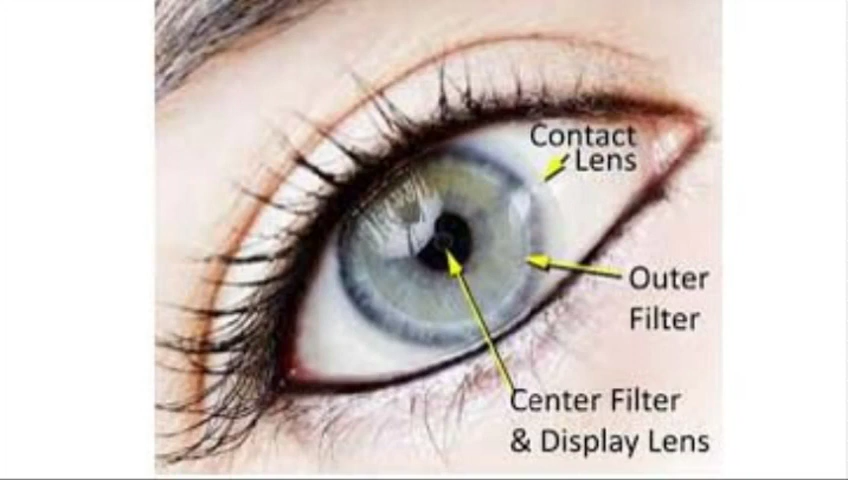 Contact
Lens
Outer
Filter
Center Filter
& Display Lens